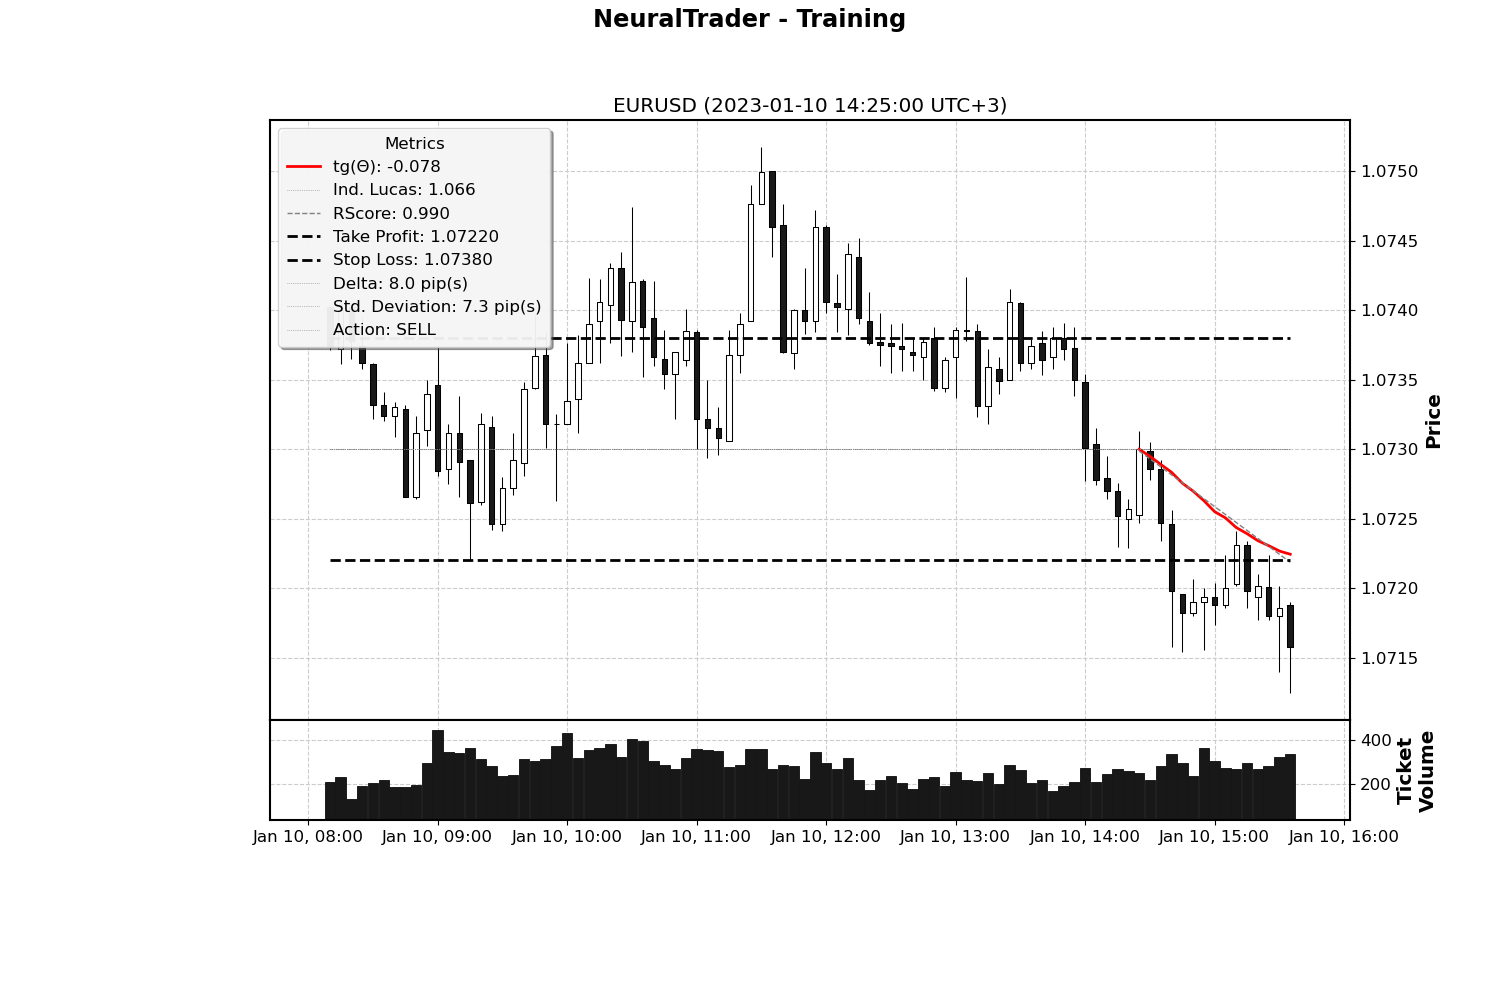 NeuralTrader - Training
EURUSD (2023-01-10 14:25:00 UTC+3)
Metrics
tg(Θ): -0.078
Ind. Lucas: 1.066
RScore: 0.990
Take Profit: 1.07220
Stop Loss: 1.07380
Delta: 8.0 pip(s)
Std. Deviation: 7.3 pip(s)
Action: SELL
1.0750
1.0745
1.0740
1.0735
1.0730
1.0725
1.0720
1.0715
Price
400
200
Ticket
Volume
Jan 10, 08:00 Jan 10, 09:00 Jan 10, 10:00 Jan 10, 11:00 Jan 10, 12:00 Jan 10, 13:00 Jan 10, 14:00 Jan 10, 15:00 Jan 10, 16:00